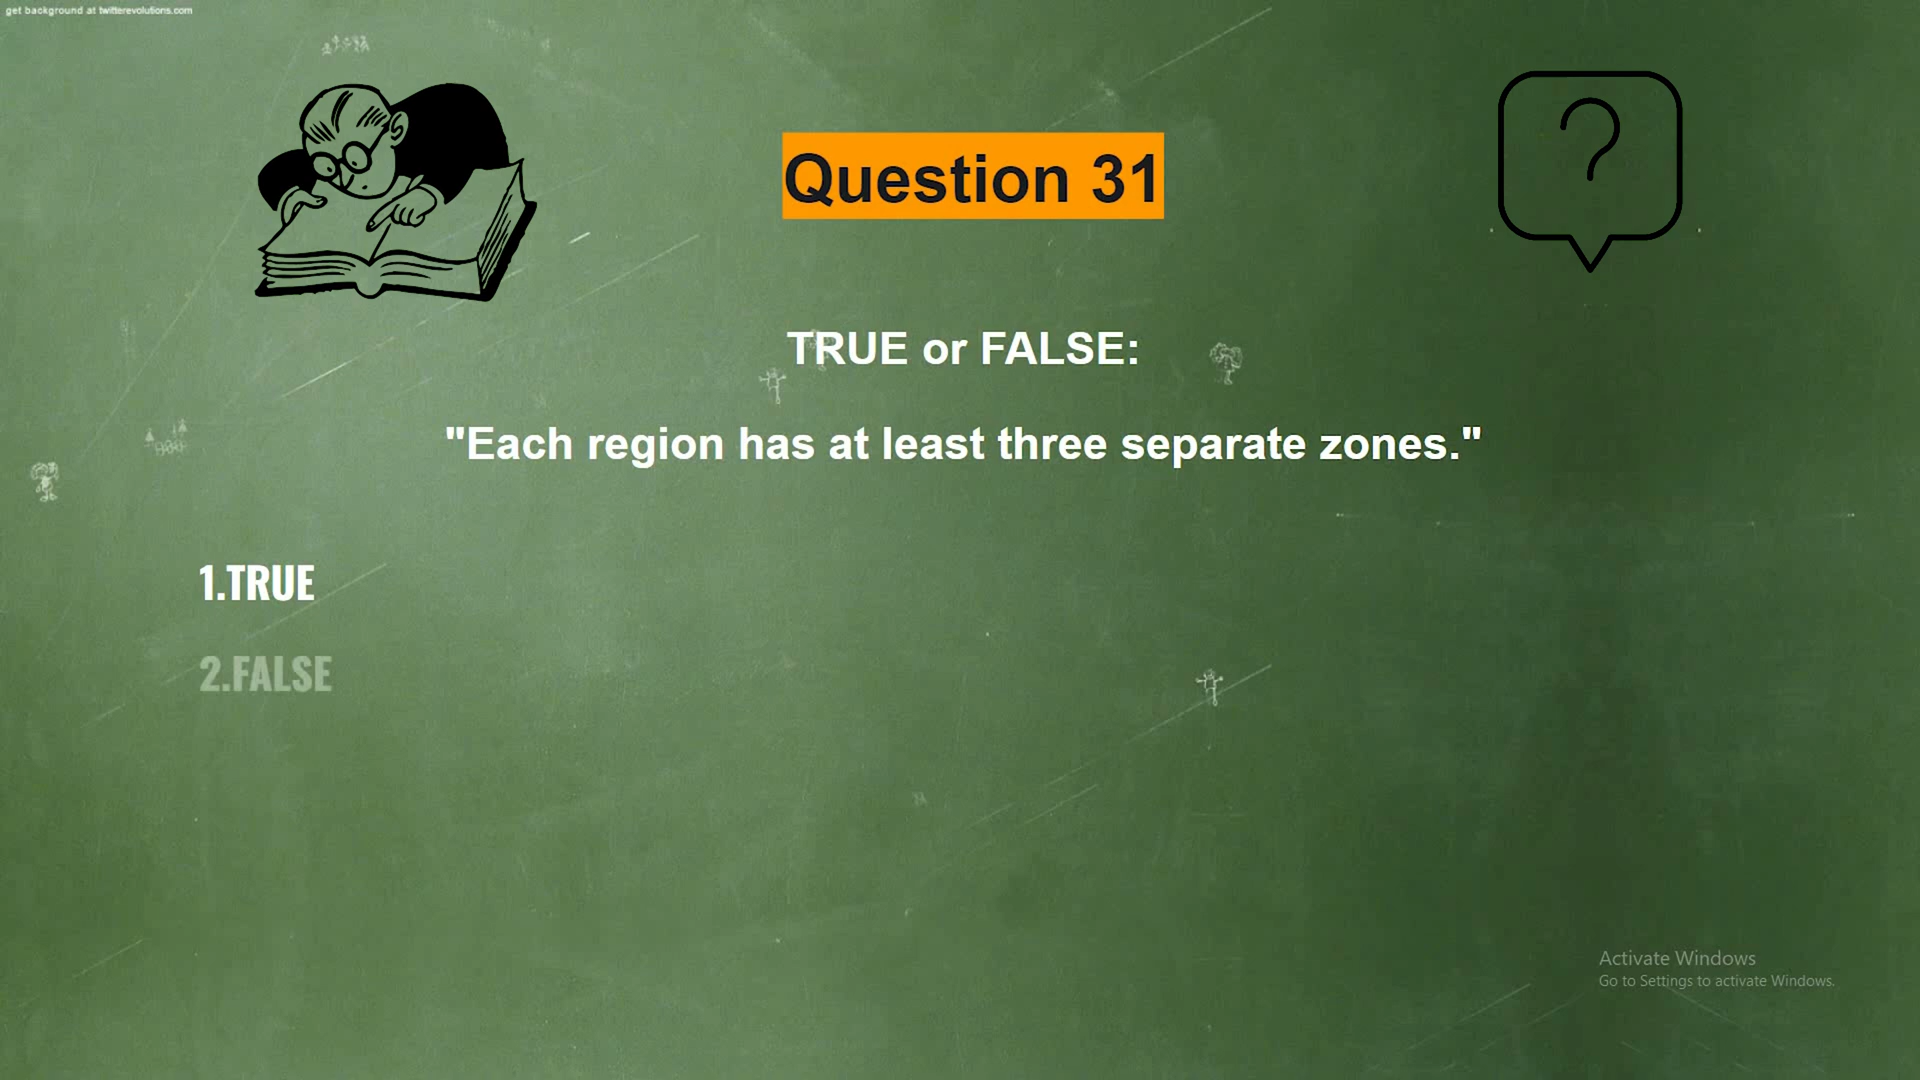 get background at twitterevolutions.com
Question 31
?
TRUE or FALSE:
"Each region has at least three separate zones."
1.TRUE
2.FALSE
Activate Windows
Go to Settings to activate Windows.